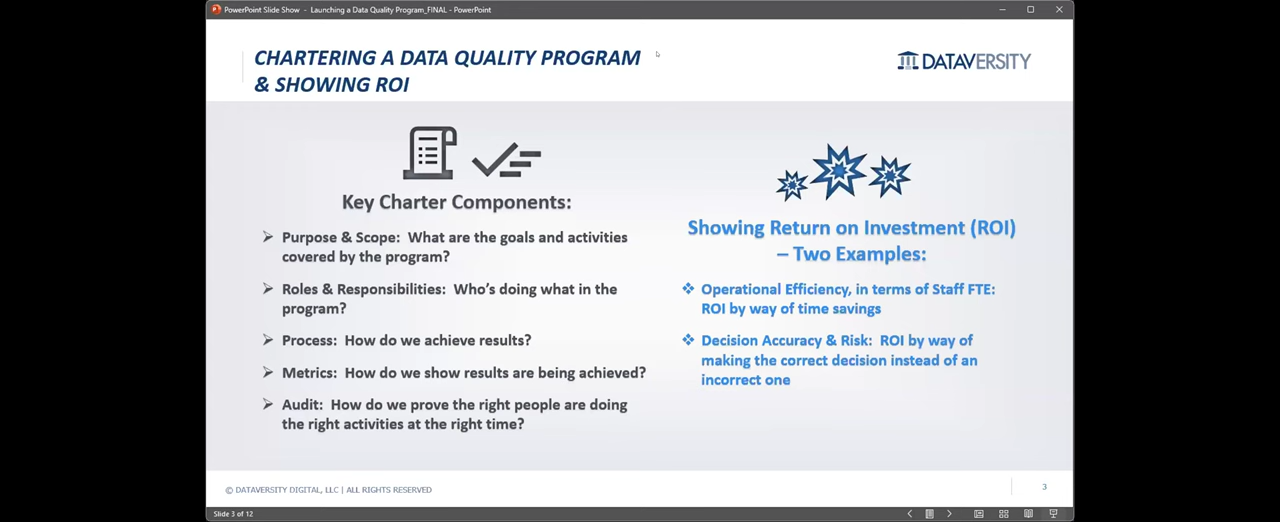 PowerPoint Slide Show - Launching a Data Quality Program_FINAL - PowerPoint
CHARTERING A DATA QUALITY PROGRAM
& SHOWING ROI
DATAVERSITY
Key Charter Components:
Purpose & Scope: What are the goals and activities
covered by the program?
Roles & Responsibilities: Who's doing what in the
program?
Process: How do we achieve results?
Metrics: How do we show results are being achieved?
Audit: How do we prove the right people are doing
the right activities at the right time?
Showing Return on Investment (ROI)
– Two Examples:
Operational Efficiency, in terms of Staff FTE:
ROI by way of time savings
Decision Accuracy & Risk: ROI by way of
making the correct decision instead of an
incorrect one
© DATAVERSITY DIGITAL, LLC | ALL RIGHTS RESERVED
3
Slide 3 of 12